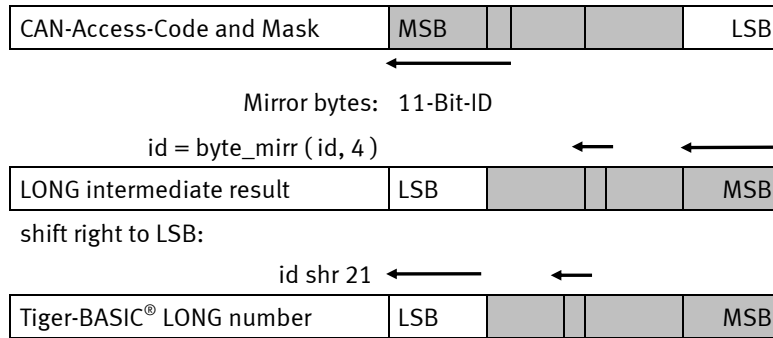 CAN-Access-Code and Mask MSB LSB
Mirror bytes: 11-Bit-ID
id = byte_mirr ( id, 4 )
LONG intermediate result LSB MSB
shift right to LSB:
id shr 21
Tiger-BASIC® LONG number LSB MSB